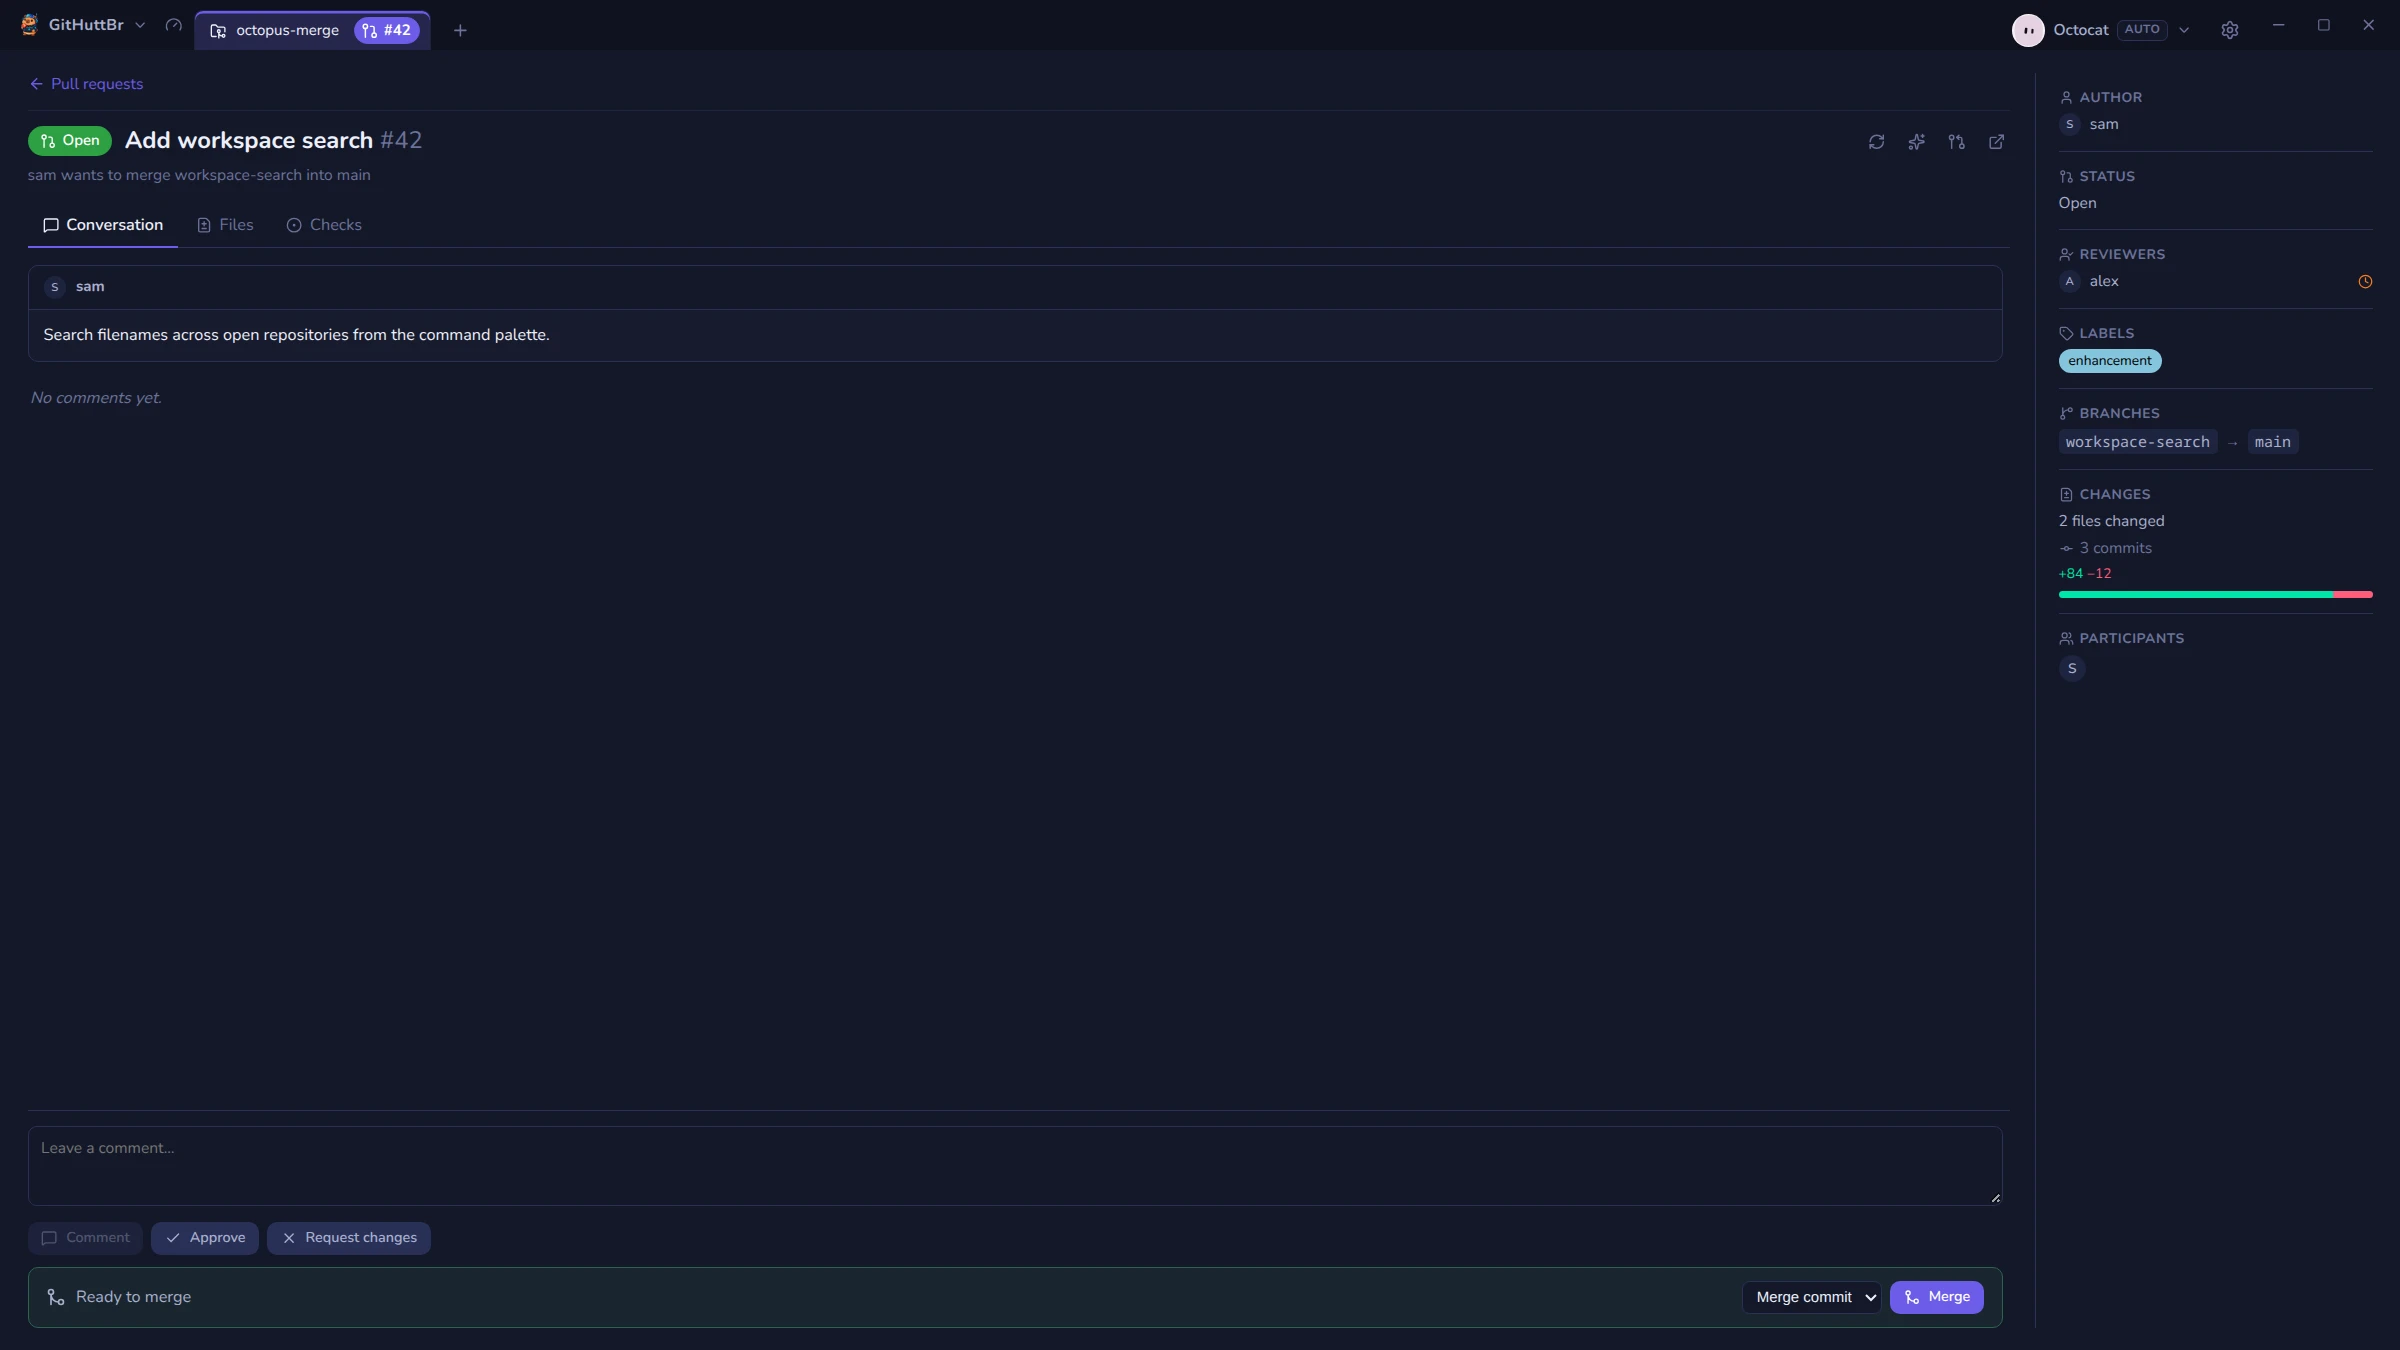 GitHuttBr
octopus-merge #42
Octocat AUTO
Pull requests
Open Add workspace search #42
sam wants to merge workspace-search into main
Conversation Files Checks
S sam
Search filenames across open repositories from the command palette.
No comments yet.
Leave a comment...
Comment Approve Request changes
Ready to merge
Merge commit Merge
AUTHOR
S sam
STATUS
Open
REVIEWERS
A alex
LABELS
enhancement
BRANCHES
workspace-search → main
CHANGES
2 files changed
3 commits
+84 −12
PARTICIPANTS
S